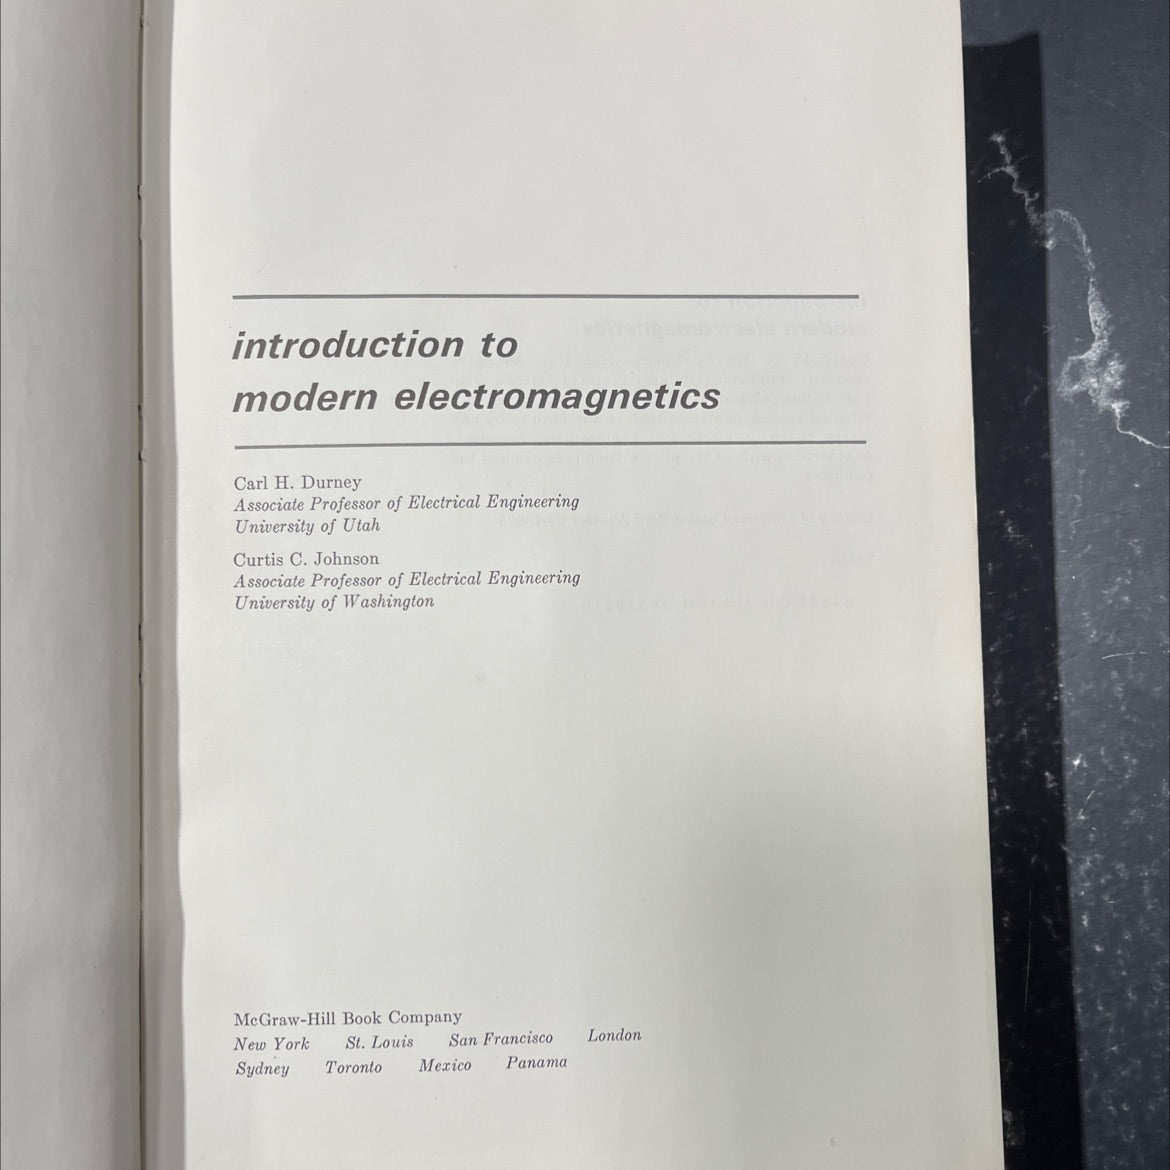 introduction to
modern electromagnetics
Carl H. Durney
Associate Professor of Electrical Engineering
University of Utah
Curtis C. Johnson
Associate Professor of Electrical Engineering
University of Washington
McGraw-Hill Book Company
New York St. Louis San Francisco London
Sydney Toronto Mexico Panama